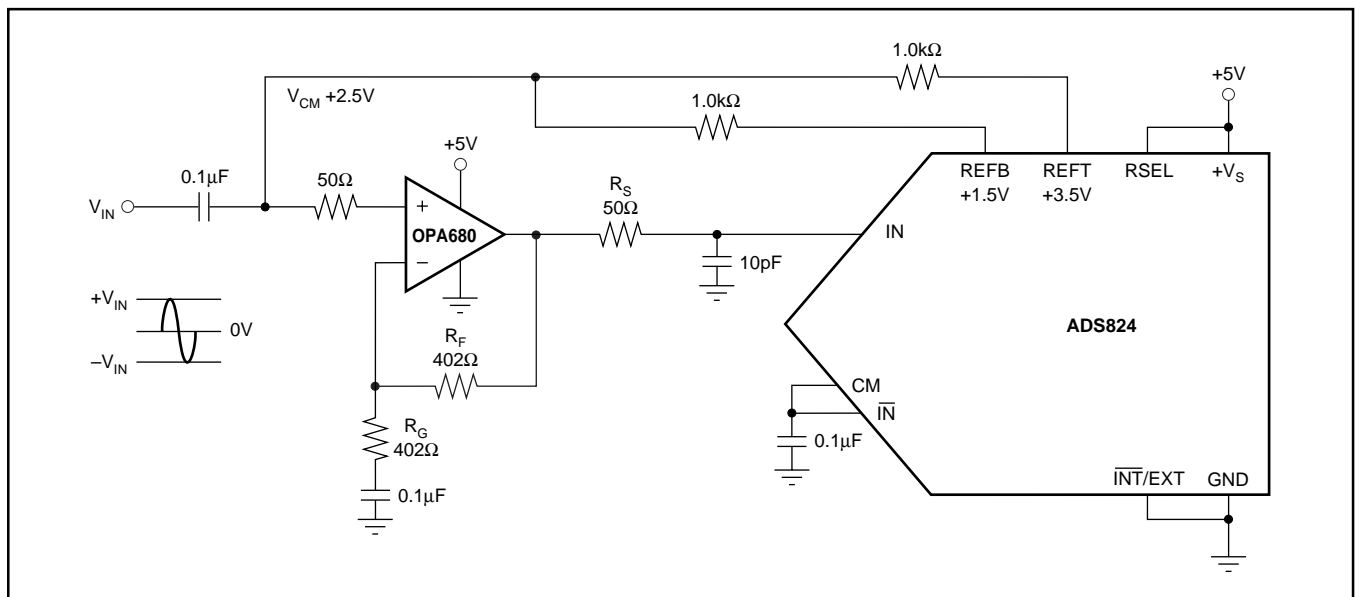 1.0kΩ
+5V
V_CM +2.5V
1.0kΩ
+5V
0.1μF
50Ω
V_IN
+
OPA680
−
R_S
50Ω
REFB
+1.5V
REFT
+3.5V
RSEL
+V_S
IN
10pF
+V_IN
0V
–V_IN
ADS824
R_F
402Ω
CM
I̅N̅
R_G
402Ω
0.1μF
0.1μF
I̅N̅T̅/EXT
GND